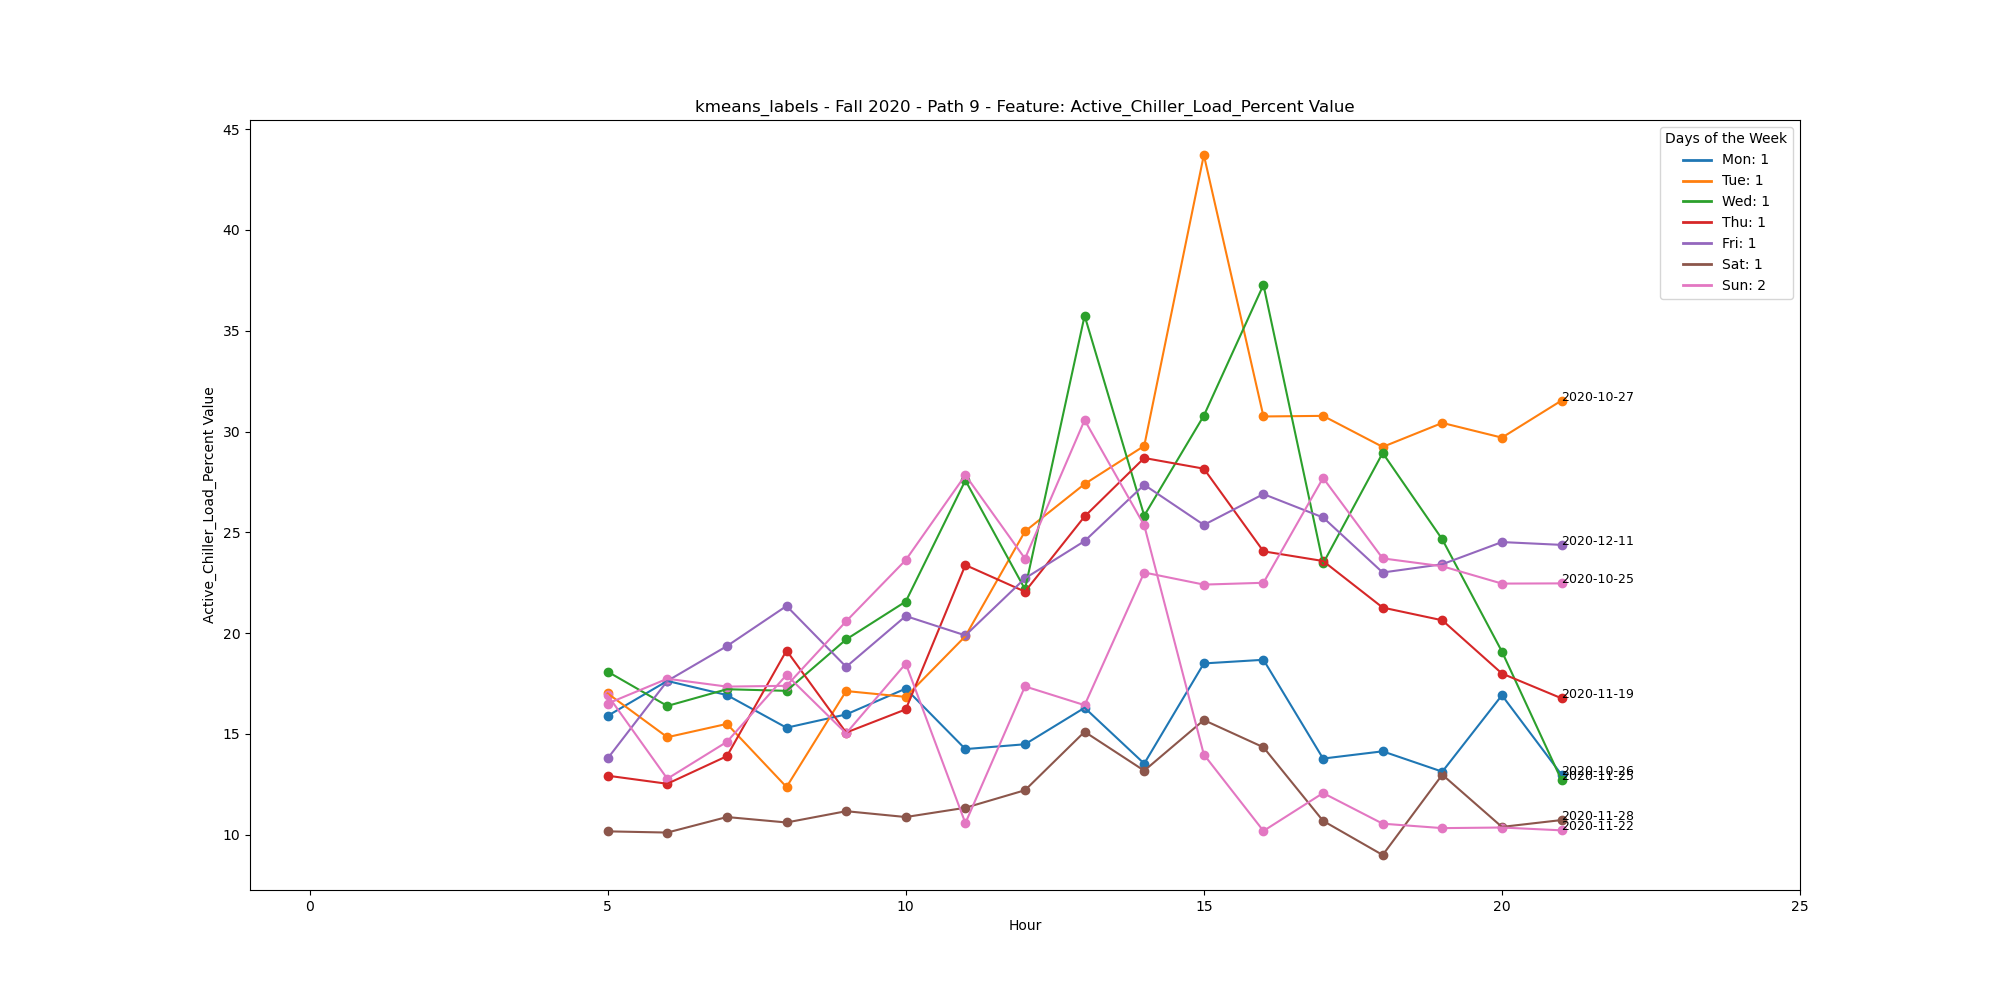 kmeans_labels - Fall 2020 - Path 9 - Feature: Active_Chiller_Load_Percent Value
Active_Chiller_Load_Percent Value
45
40
35
30
25
20
15
10
0
5
10
15
20
25
Hour
Days of the Week
Mon: 1
Tue: 1
Wed: 1
Thu: 1
Fri: 1
Sat: 1
Sun: 2
2020-10-27
2020-12-11
2020-10-25
2020-11-19
2020-10-26
2020-11-25
2020-11-28
2020-11-22